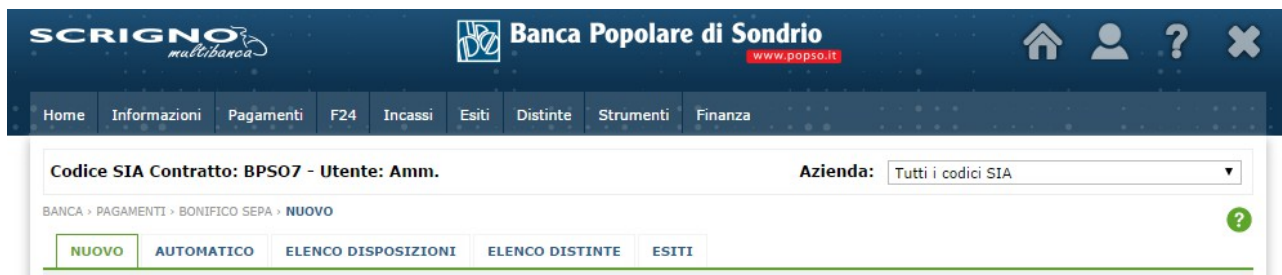 SCRIGNO
multibanca
Banca Popolare di Sondrio
www.popso.it
?
Home Informazioni Pagamenti F24 Incassi Esiti Distinte Strumenti Finanza
Codice SIA Contratto: BPSO7 - Utente: Amm. Azienda: Tutti i codici SIA
BANCA › PAGAMENTI › BONIFICO SEPA › NUOVO
?
NUOVO AUTOMATICO ELENCO DISPOSIZIONI ELENCO DISTINTE ESITI